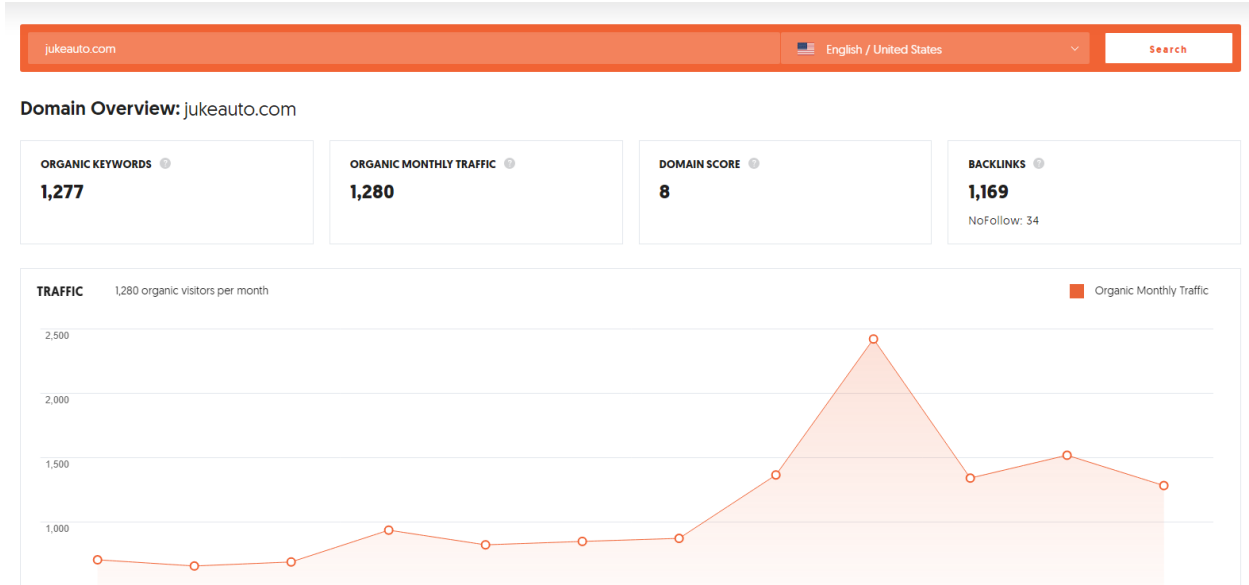 jukeauto.com English / United States Search
Domain Overview: jukeauto.com
ORGANIC KEYWORDS ? ORGANIC MONTHLY TRAFFIC ? DOMAIN SCORE ? BACKLINKS ?
1,277 1,280 8 1,169
NoFollow: 34
TRAFFIC 1,280 organic visitors per month Organic Monthly Traffic
2,500
2,000
1,500
1,000